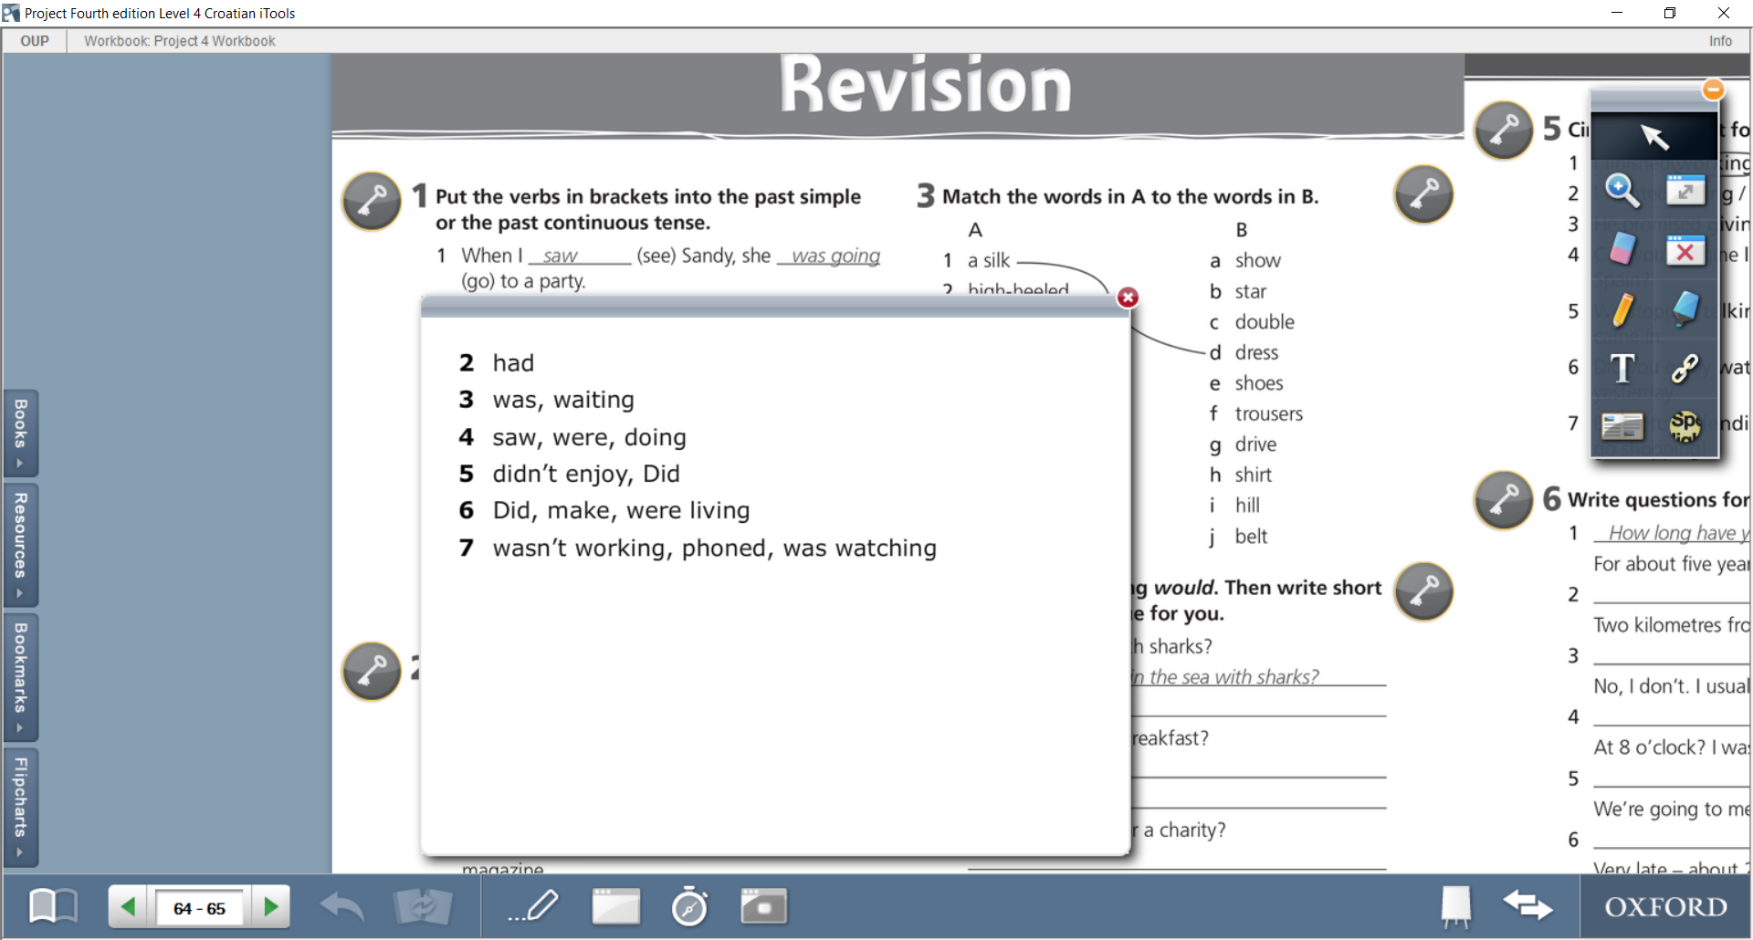 Project Fourth edition Level 4 Croatian iTools
OUP
Workbook: Project 4 Workbook
Info
Revision
1 Put the verbs in brackets into the past simple
or the past continuous tense.
1 When I saw (see) Sandy, she was going
(go) to a party.
2 had
3 was, waiting
4 saw, were, doing
5 didn't enjoy, Did
6 Did, make, were living
7 wasn't working, phoned, was watching
magazine
3 Match the words in A to the words in B.
A
B
1 a silk
2 high-heeled
a show
b star
c double
d dress
e shoes
f trousers
g drive
h shirt
i hill
j belt
would. Then write short
for you.
sharks?
in the sea with sharks?
a charity?
5
1
2
3
4
5
6
7
6 Write questions for
1 How long have
For about five
2
Two kilometres
3
No, I don't. I
4
At 8 o'clock? I
5
We're going to
6
Very late – about
Books
Resources
Bookmarks
Flipcharts
T
64 - 65
OXFORD